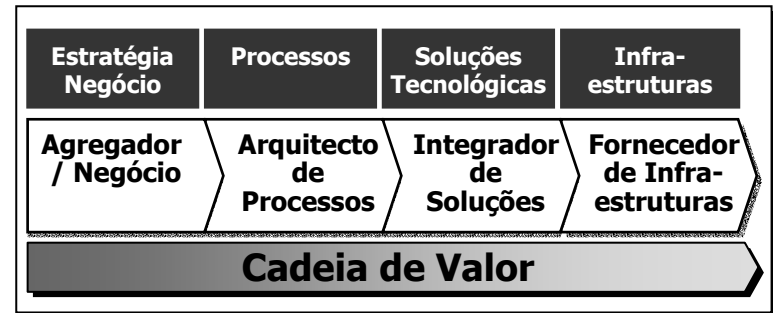 Estratégia
Negócio
Processos
Soluções
Tecnológicas
Infra-
estruturas
Agregador
/ Negócio
Arquitecto
de
Processos
Integrador
de
Soluções
Fornecedor
de Infra-
estruturas
Cadeia de Valor